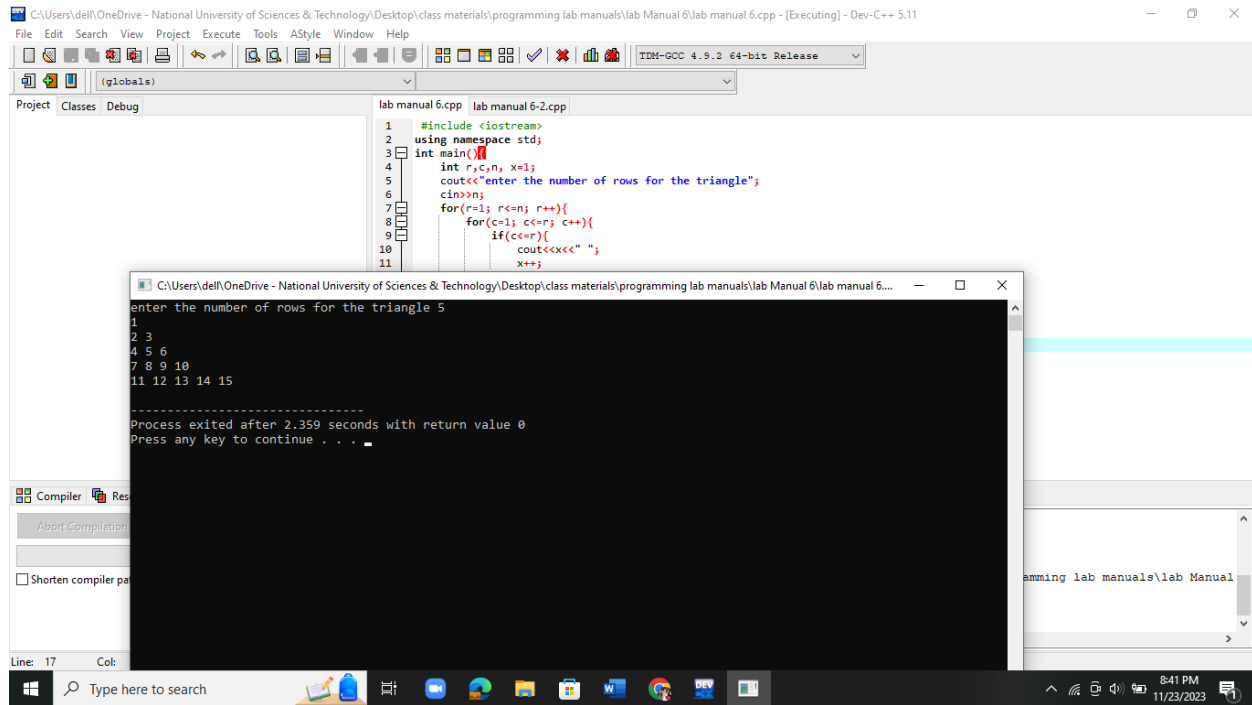 C:\Users\dell\OneDrive - National University of Sciences & Technology\Desktop\class materials\programming lab manuals\lab Manual 6\lab manual 6.cpp - [Executing] - Dev-C++ 5.11
File Edit Search View Project Execute Tools AStyle Window Help
TDM-GCC 4.9.2 64-bit Release
(globals)
Project Classes Debug
lab manual 6.cpp lab manual 6-2.cpp
1 #include <iostream>
2 using namespace std;
3 int main(){
4 int r,c,n, x=1;
5 cout<<"enter the number of rows for the triangle";
6 cin>>n;
7 for(r=1; r<=n; r++){
8 for(c=1; c<=r; c++){
9 if(c<=r){
10 cout<<x<<" ";
11 x++;
C:\Users\dell\OneDrive - National University of Sciences & Technology\Desktop\class materials\programming lab manuals\lab Manual 6\lab manual 6....
enter the number of rows for the triangle 5
1
2 3
4 5 6
7 8 9 10
11 12 13 14 15
--------------------------------
Process exited after 2.359 seconds with return value 0
Press any key to continue . . .
Compiler Res
Abort Compilation
Shorten compiler pa
amming lab manuals\lab Manual
Line: 17 Col:
Type here to search
DEV
8:41 PM
11/23/2023
1